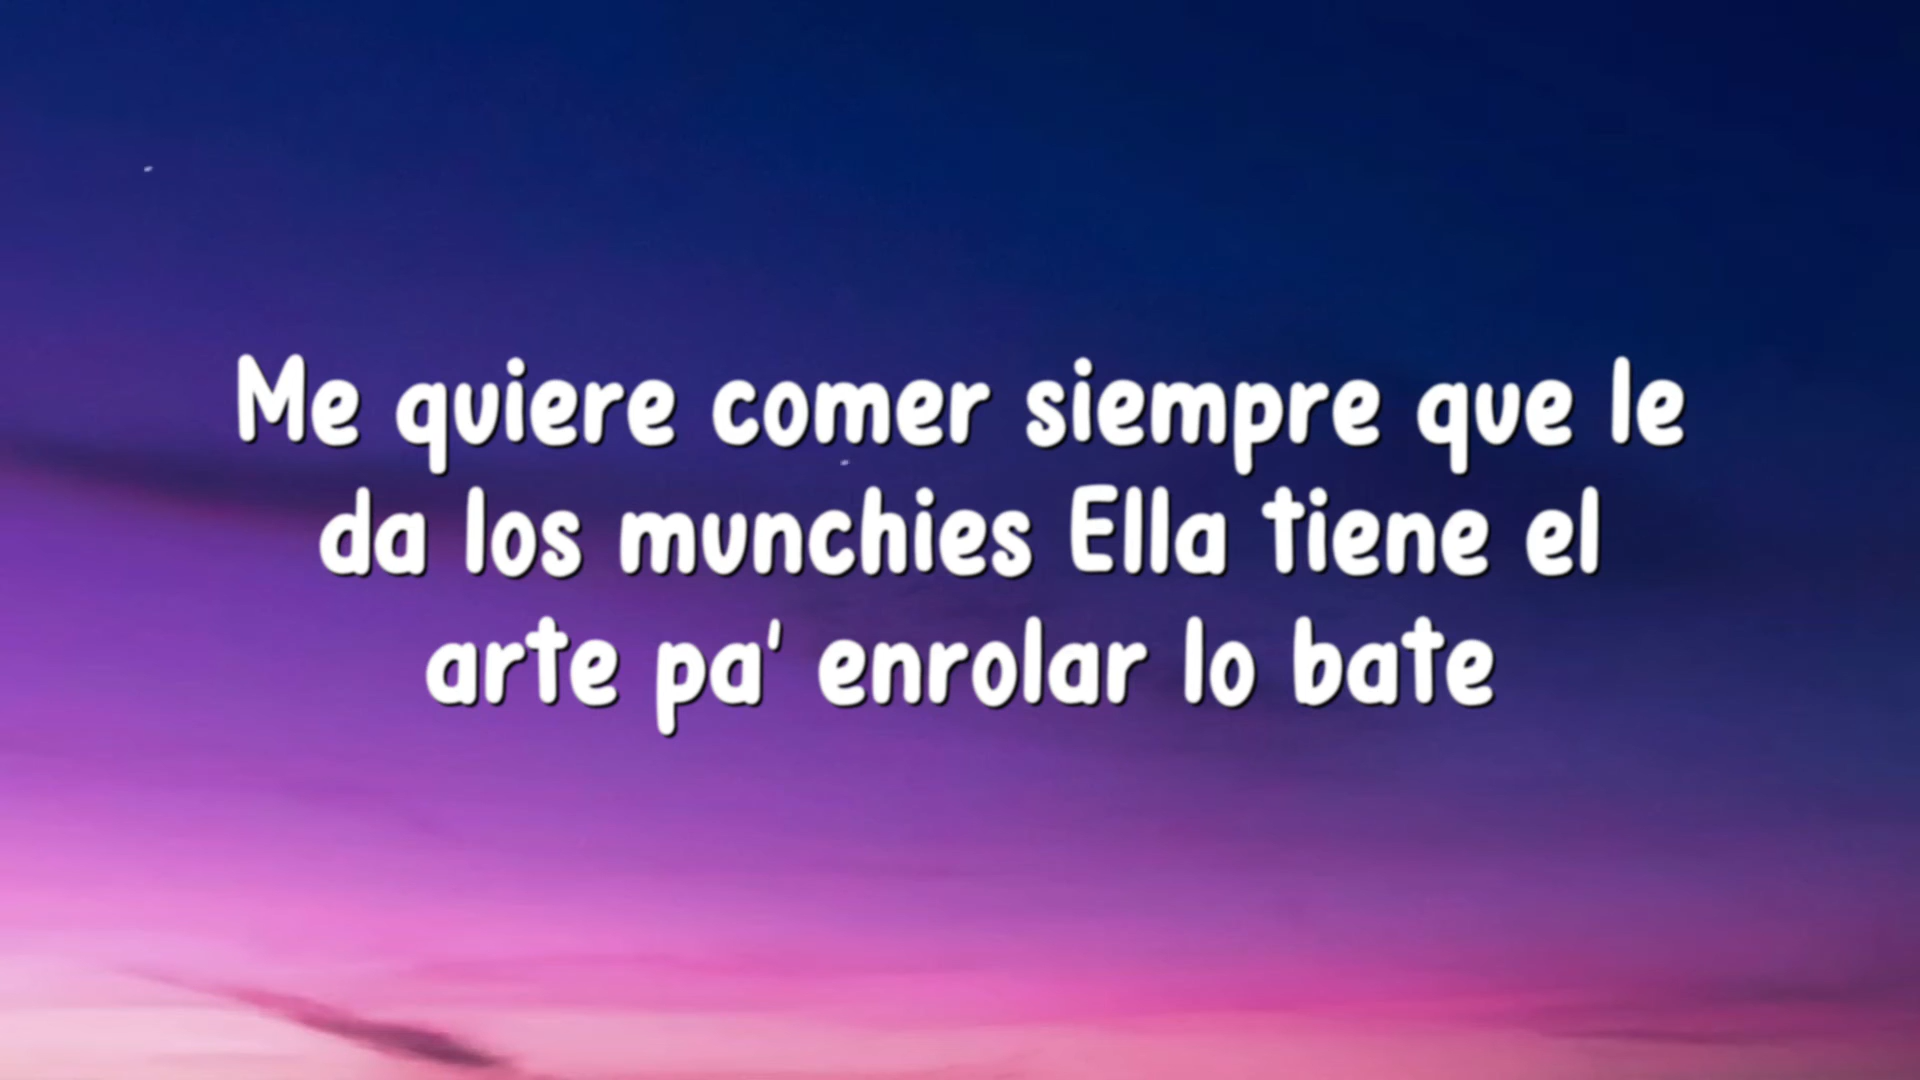 Me quiere comer siempre que le
da los munchies Ella tiene el
arte pa' enrolar lo bate